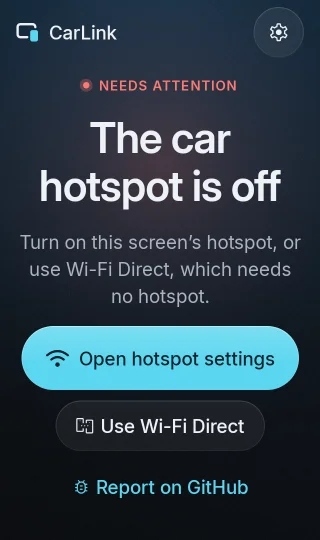 CarLink
NEEDS ATTENTION
The car
hotspot is off
Turn on this screen’s hotspot, or
use Wi-Fi Direct, which needs
no hotspot.
Open hotspot settings
Use Wi-Fi Direct
Report on GitHub